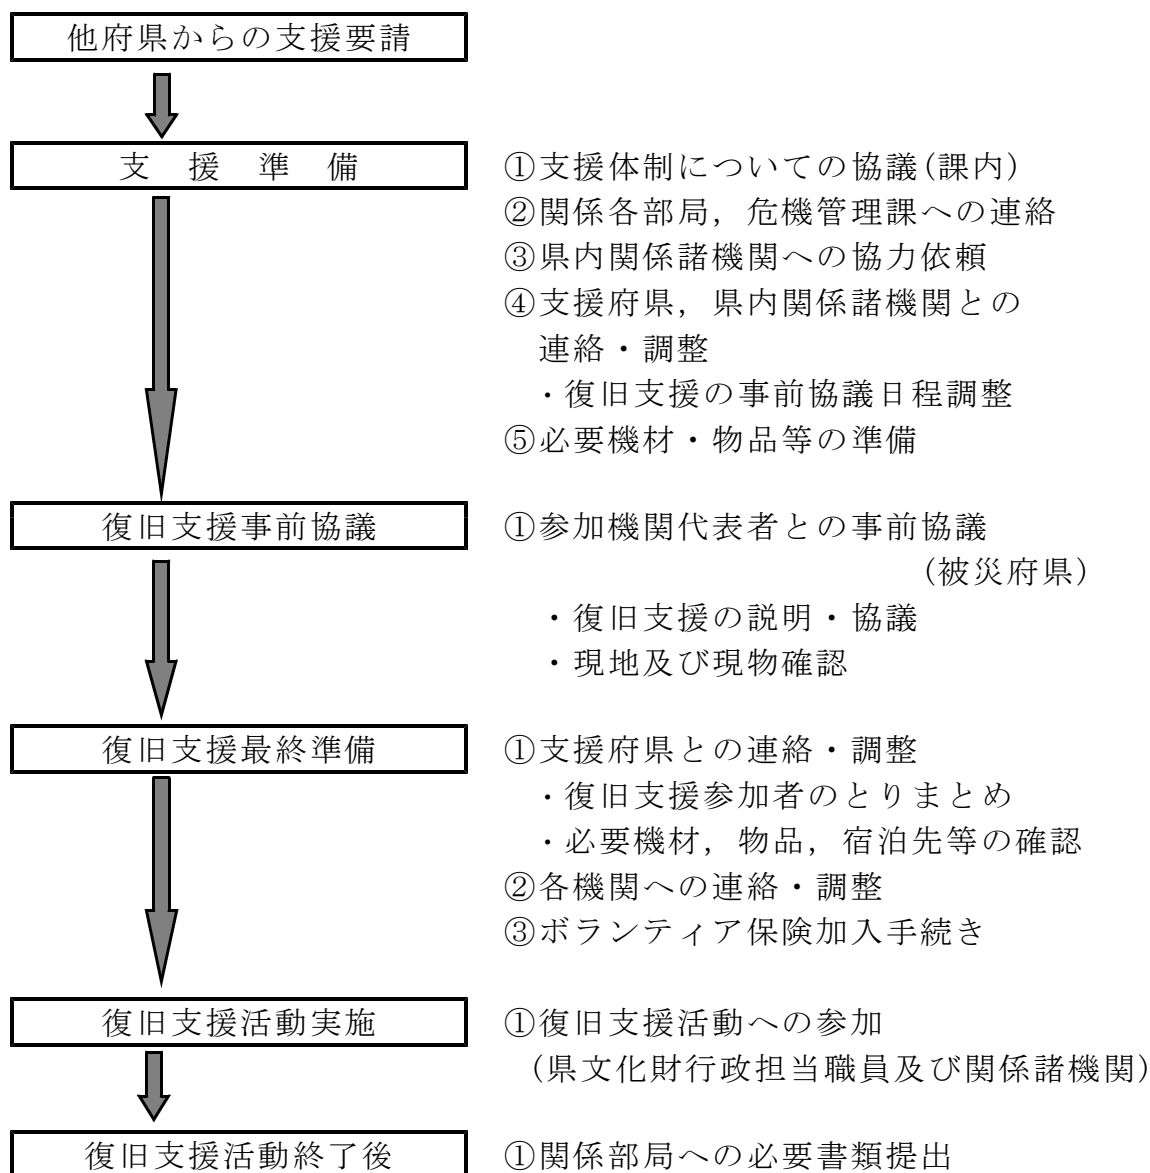 他府県からの支援要請
支 援 準 備
①支援体制についての協議(課内)
②関係各部局，危機管理課への連絡
③県内関係諸機関への協力依頼
④支援府県，県内関係諸機関との
連絡・調整
・復旧支援の事前協議日程調整
⑤必要機材・物品等の準備
復旧支援事前協議
①参加機関代表者との事前協議
(被災府県)
・復旧支援の説明・協議
・現地及び現物確認
復旧支援最終準備
①支援府県との連絡・調整
・復旧支援参加者のとりまとめ
・必要機材，物品，宿泊先等の確認
②各機関への連絡・調整
③ボランティア保険加入手続き
復旧支援活動実施
①復旧支援活動への参加
(県文化財行政担当職員及び関係諸機関)
復旧支援活動終了後
①関係部局への必要書類提出